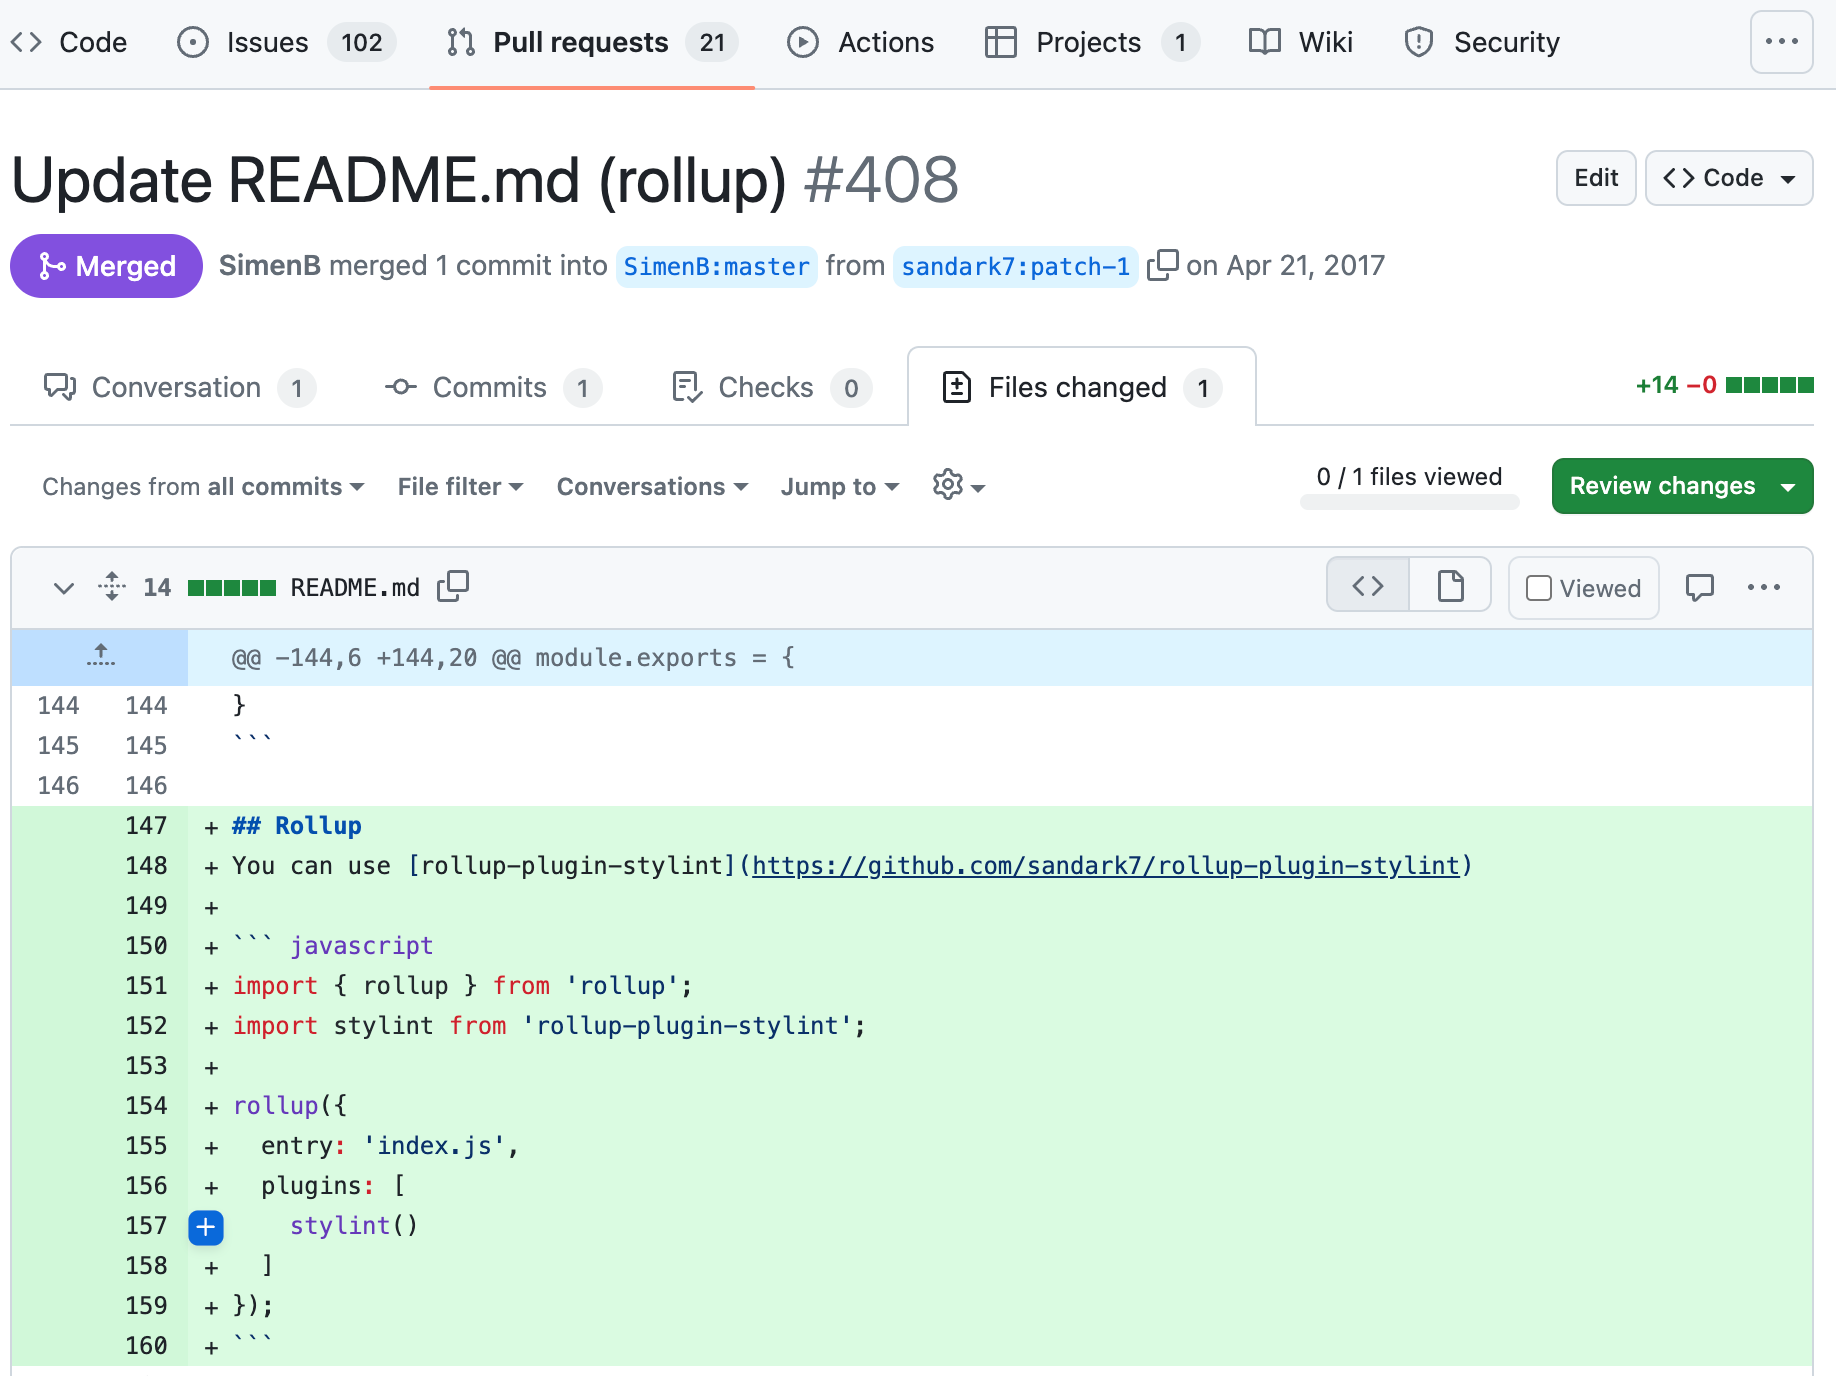 Code Issues 102 Pull requests 21 Actions Projects 1 Wiki Security
Update README.md (rollup) #408
Edit Code
Merged SimenB merged 1 commit into SimenB:master from sandark7:patch-1 on Apr 21, 2017
Conversation 1 Commits 1 Checks 0 Files changed 1 +14 −0
Changes from all commits File filter Conversations Jump to 0 / 1 files viewed Review changes
14 README.md Viewed
@@ -144,6 +144,20 @@ module.exports = {
144 144 }
145 145 ```
146 146
147 + ## Rollup
148 + You can use [rollup-plugin-stylint](https://github.com/sandark7/rollup-plugin-stylint)
149 +
150 + ``` javascript
151 + import { rollup } from 'rollup';
152 + import stylint from 'rollup-plugin-stylint';
153 +
154 + rollup({
155 +   entry: 'index.js',
156 +   plugins: [
157 +     stylint()
158 +   ]
159 + });
160 + ```